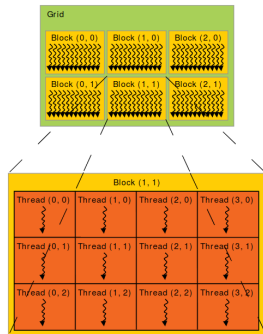 Grid
Block (0, 0) Block (1, 0) Block (2, 0)
Block (0, 1) Block (1, 1) Block (2, 1)
Block (1, 1)
Thread (0, 0) Thread (1, 0) Thread (2, 0) Thread (3, 0)
Thread (0, 1) Thread (1, 1) Thread (2, 1) Thread (3, 1)
Thread (0, 2) Thread (1, 2) Thread (2, 2) Thread (3, 2)